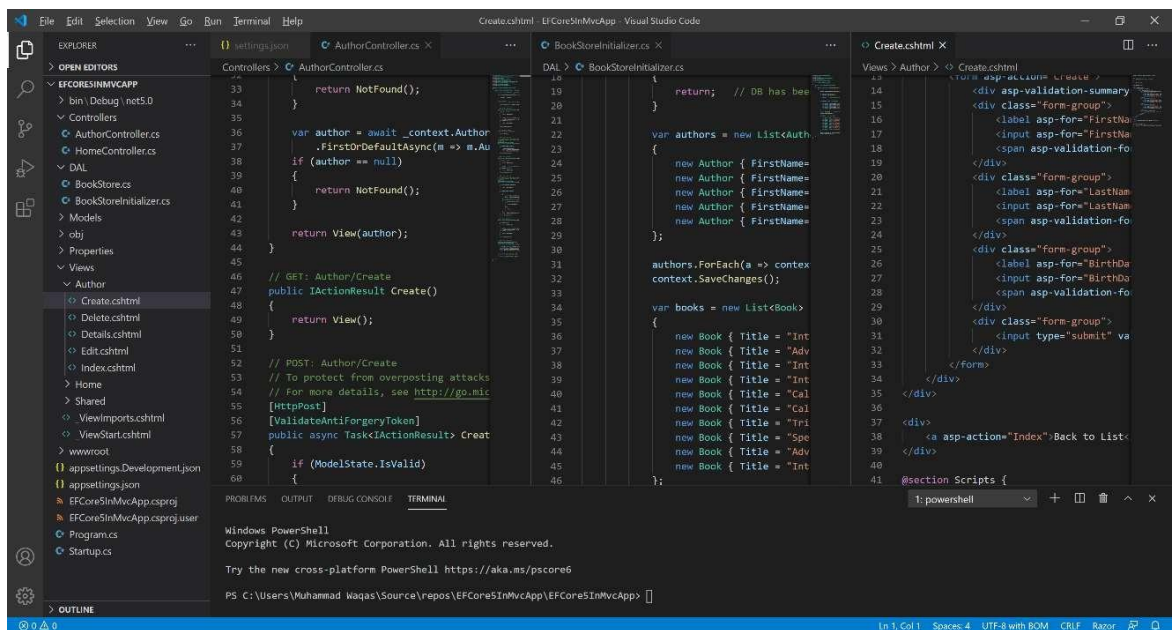 File Edit Selection View Go Run Terminal Help
Create.cshtml - EFCore5InMvcApp - Visual Studio Code
EXPLORER ...
> OPEN EDITORS
EFCORE5INMVCAPP
> bin \ Debug \ net5.0
Controllers
AuthorController.cs
HomeController.cs
DAL
BookStore.cs
BookStoreInitializer.cs
> Models
> obj
> Properties
Views
Author
Create.cshtml
Delete.cshtml
Details.cshtml
Edit.cshtml
Index.cshtml
> Home
> Shared
_ViewImports.cshtml
_ViewStart.cshtml
> wwwroot
appsettings.Development.json
appsettings.json
EFCore5InMvcApp.csproj
EFCore5InMvcApp.csproj.user
Program.cs
Startup.cs
> OUTLINE
settings.json AuthorController.cs ...
Controllers > AuthorController.cs
32 {
33 return NotFound();
34 }
35
36 var author = await _context.Author
37 .FirstOrDefaultAsync(m => m.Au
38 if (author == null)
39 {
40 return NotFound();
41 }
42
43 return View(author);
44 }
45
46 // GET: Author/Create
47 public IActionResult Create()
48 {
49 return View();
50 }
51
52 // POST: Author/Create
53 // To protect from overposting attacks
54 // For more details, see http://go.mic
55 [HttpPost]
56 [ValidateAntiForgeryToken]
57 public async Task<IActionResult> Creat
58 {
59 if (ModelState.IsValid)
60 {
BookStoreInitializer.cs ...
DAL > BookStoreInitializer.cs
18 {
19 return; // DB has bee
20 }
21
22 var authors = new List<Auth
23 {
24 new Author { FirstName=
25 new Author { FirstName=
26 new Author { FirstName=
27 new Author { FirstName=
28 new Author { FirstName=
29 };
30
31 authors.ForEach(a => contex
32 context.SaveChanges();
33
34 var books = new List<Book>
35 {
36 new Book { Title = "Int
37 new Book { Title = "Adv
38 new Book { Title = "Int
39 new Book { Title = "Int
40 new Book { Title = "Cal
41 new Book { Title = "Cal
42 new Book { Title = "Tri
43 new Book { Title = "Spe
44 new Book { Title = "Adv
45 new Book { Title = "Int
46 };
Create.cshtml ...
Views > Author > Create.cshtml
13 <form asp-action="Create">
14 <div asp-validation-summary
15 <div class="form-group">
16 <label asp-for="FirstNa
17 <input asp-for="FirstNa
18 <span asp-validation-fo
19 </div>
20 <div class="form-group">
21 <label asp-for="LastNam
22 <input asp-for="LastNam
23 <span asp-validation-fo
24 </div>
25 <div class="form-group">
26 <label asp-for="BirthDa
27 <input asp-for="BirthDa
28 <span asp-validation-fo
29 </div>
30 <div class="form-group">
31 <input type="submit" va
32 </div>
33 </form>
34 </div>
35 </div>
36
37 <div>
38 <a asp-action="Index">Back to List<
39 </div>
40
41 @section Scripts {
PROBLEMS OUTPUT DEBUG CONSOLE TERMINAL 1: powershell
Windows PowerShell
Copyright (C) Microsoft Corporation. All rights reserved.
Try the new cross-platform PowerShell https://aka.ms/pscore6
PS C:\Users\Muhammad Waqas\Source\repos\EFCore5InMvcApp\EFCore5InMvcApp>
0 0 Ln 1, Col 1 Spaces: 4 UTF-8 with BOM CRLF Razor